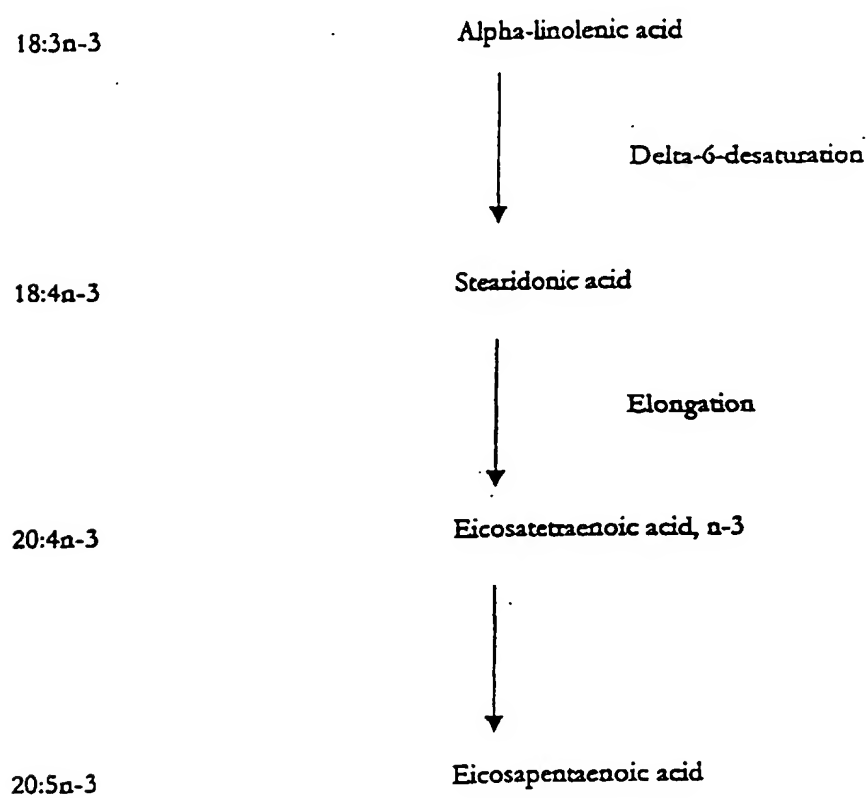 18:3n-3 Alpha-linolenic acid
Delta-6-desaturation
18:4n-3 Stearidonic acid
Elongation
20:4n-3 Eicosatetraenoic acid, n-3
20:5n-3 Eicosapentaenoic acid